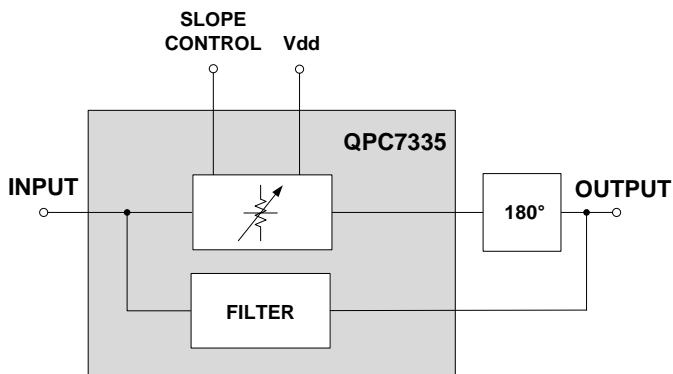 SLOPE
CONTROL Vdd
QPC7335
INPUT
OUTPUT
180°
FILTER